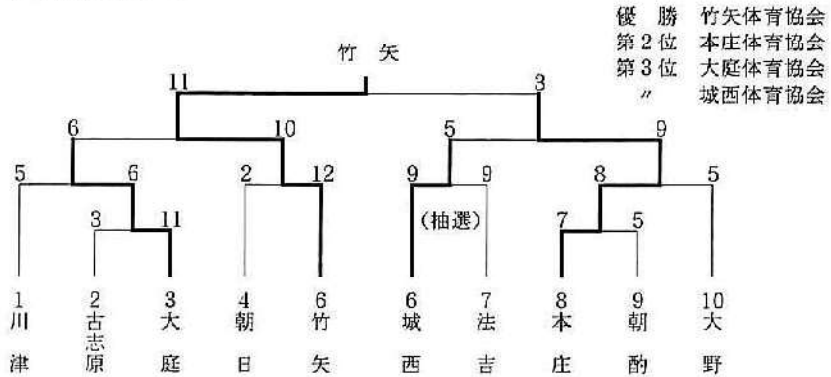 優勝 竹矢体育協会
第2位 本庄体育協会
第3位 大庭体育協会
〃 城西体育協会
竹矢
11 3
6 10 5 9
5 6 2 12 9 9 8 5
3 11 (抽選) 7 5
1 2 3 4 6 6 7 8 9 10
川津 古志原 大庭 朝日 竹矢 城西 法吉 本庄 朝酌 大野